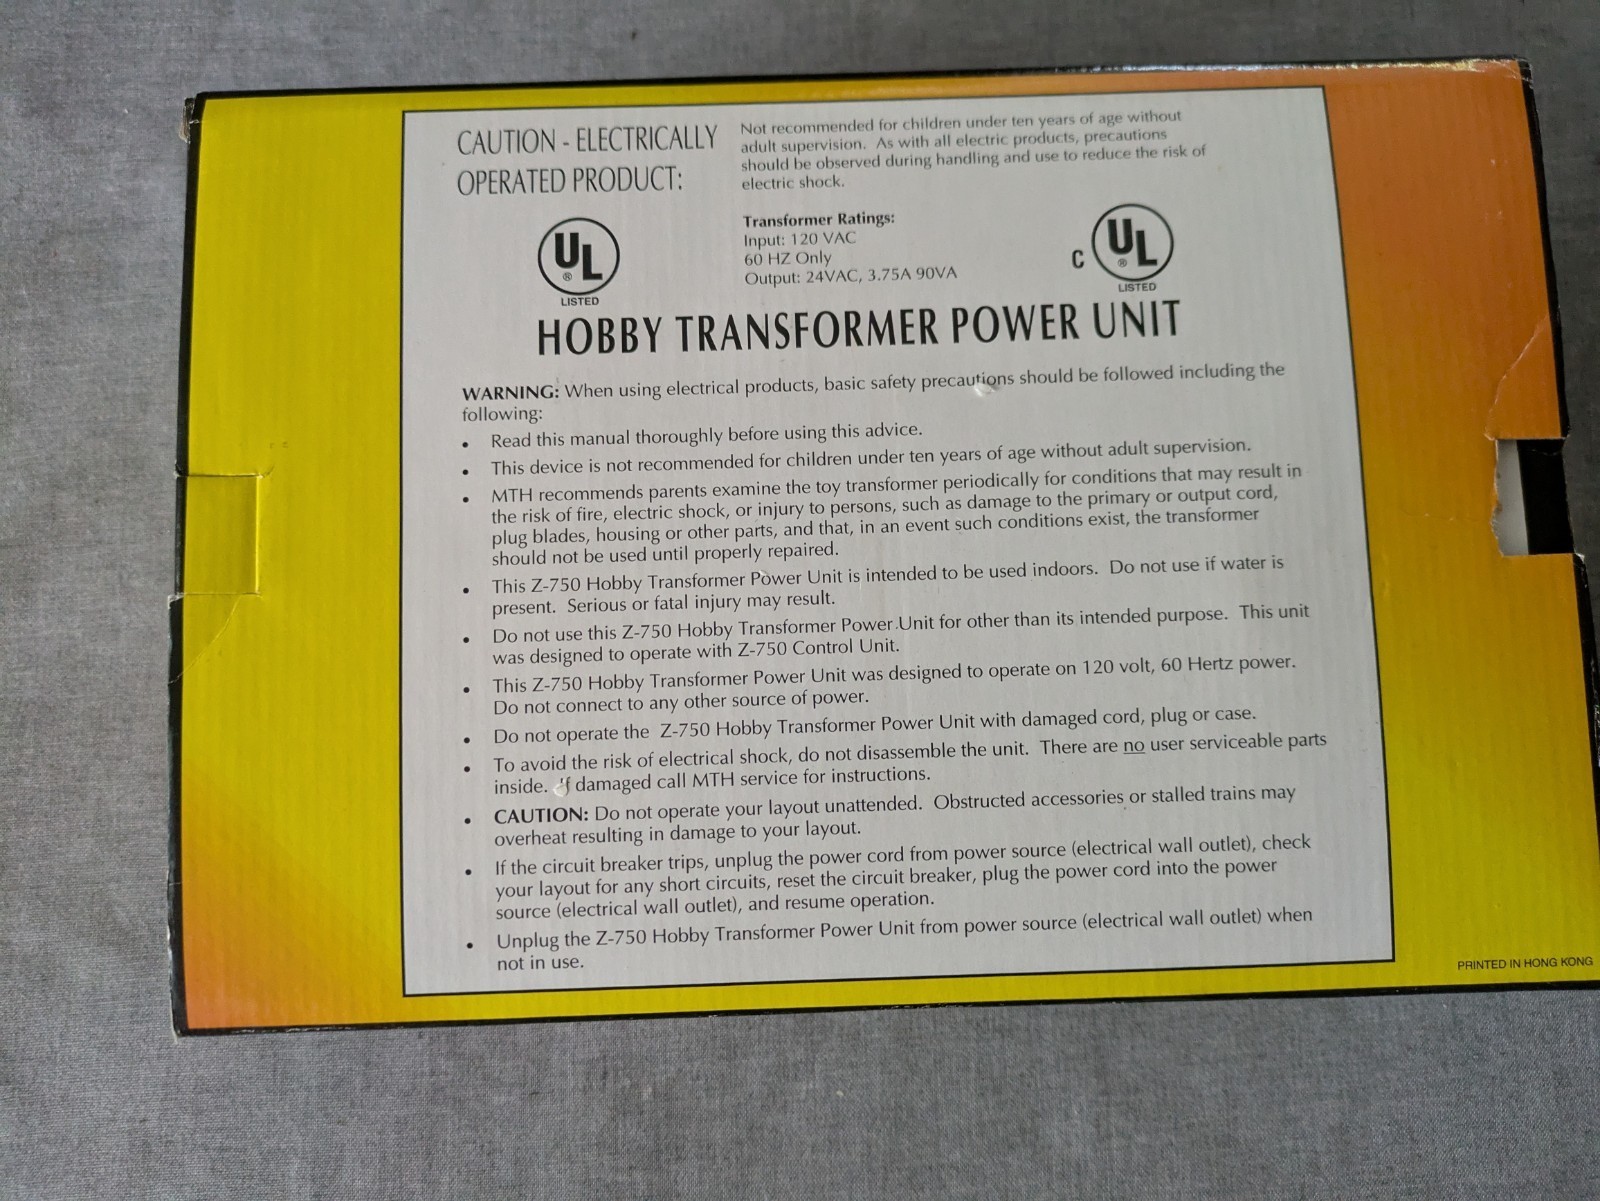 CAUTION - ELECTRICALLY
OPERATED PRODUCT:
Not recommended for children under ten years of age without
adult supervision. As with all electric products, precautions
should be observed during handling and use to reduce the risk of
electric shock.
UL
®
LISTED
Transformer Ratings:
Input: 120 VAC
60 HZ Only
Output: 24VAC, 3.75A 90VA
C UL
®
LISTED
HOBBY TRANSFORMER POWER UNIT
WARNING: When using electrical products, basic safety precautions should be followed including the
following:
• Read this manual thoroughly before using this advice.
• This device is not recommended for children under ten years of age without adult supervision.
• MTH recommends parents examine the toy transformer periodically for conditions that may result in
the risk of fire, electric shock, or injury to persons, such as damage to the primary or output cord,
plug blades, housing or other parts, and that, in an event such conditions exist, the transformer
should not be used until properly repaired.
• This Z-750 Hobby Transformer Power Unit is intended to be used indoors. Do not use if water is
present. Serious or fatal injury may result.
• Do not use this Z-750 Hobby Transformer Power Unit for other than its intended purpose. This unit
was designed to operate with Z-750 Control Unit.
• This Z-750 Hobby Transformer Power Unit was designed to operate on 120 volt, 60 Hertz power.
Do not connect to any other source of power.
• Do not operate the Z-750 Hobby Transformer Power Unit with damaged cord, plug or case.
• To avoid the risk of electrical shock, do not disassemble the unit. There are no user serviceable parts
inside. If damaged call MTH service for instructions.
• CAUTION: Do not operate your layout unattended. Obstructed accessories or stalled trains may
overheat resulting in damage to your layout.
• If the circuit breaker trips, unplug the power cord from power source (electrical wall outlet), check
your layout for any short circuits, reset the circuit breaker, plug the power cord into the power
source (electrical wall outlet), and resume operation.
• Unplug the Z-750 Hobby Transformer Power Unit from power source (electrical wall outlet) when
not in use.
PRINTED IN HONG KONG